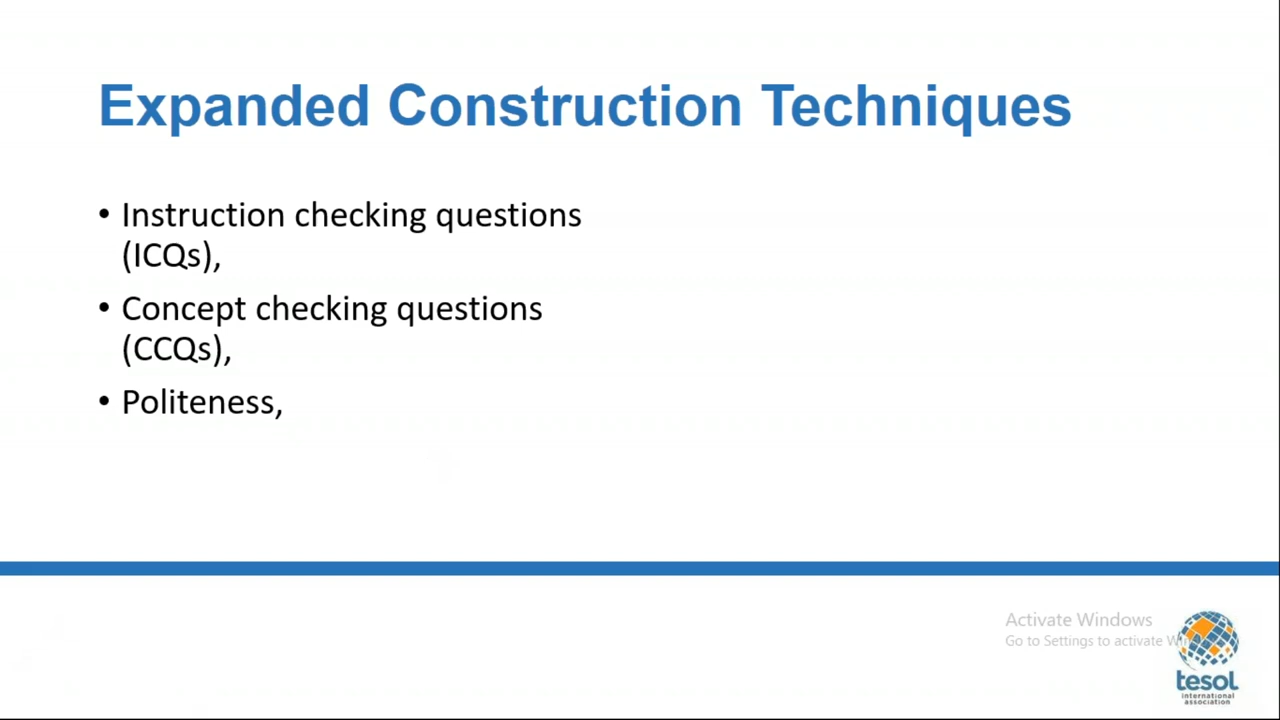 Expanded Construction Techniques
• Instruction checking questions
(ICQs),
• Concept checking questions
(CCQs),
• Politeness,
Activate Windows
Go to Settings to activate
tesol
international
association